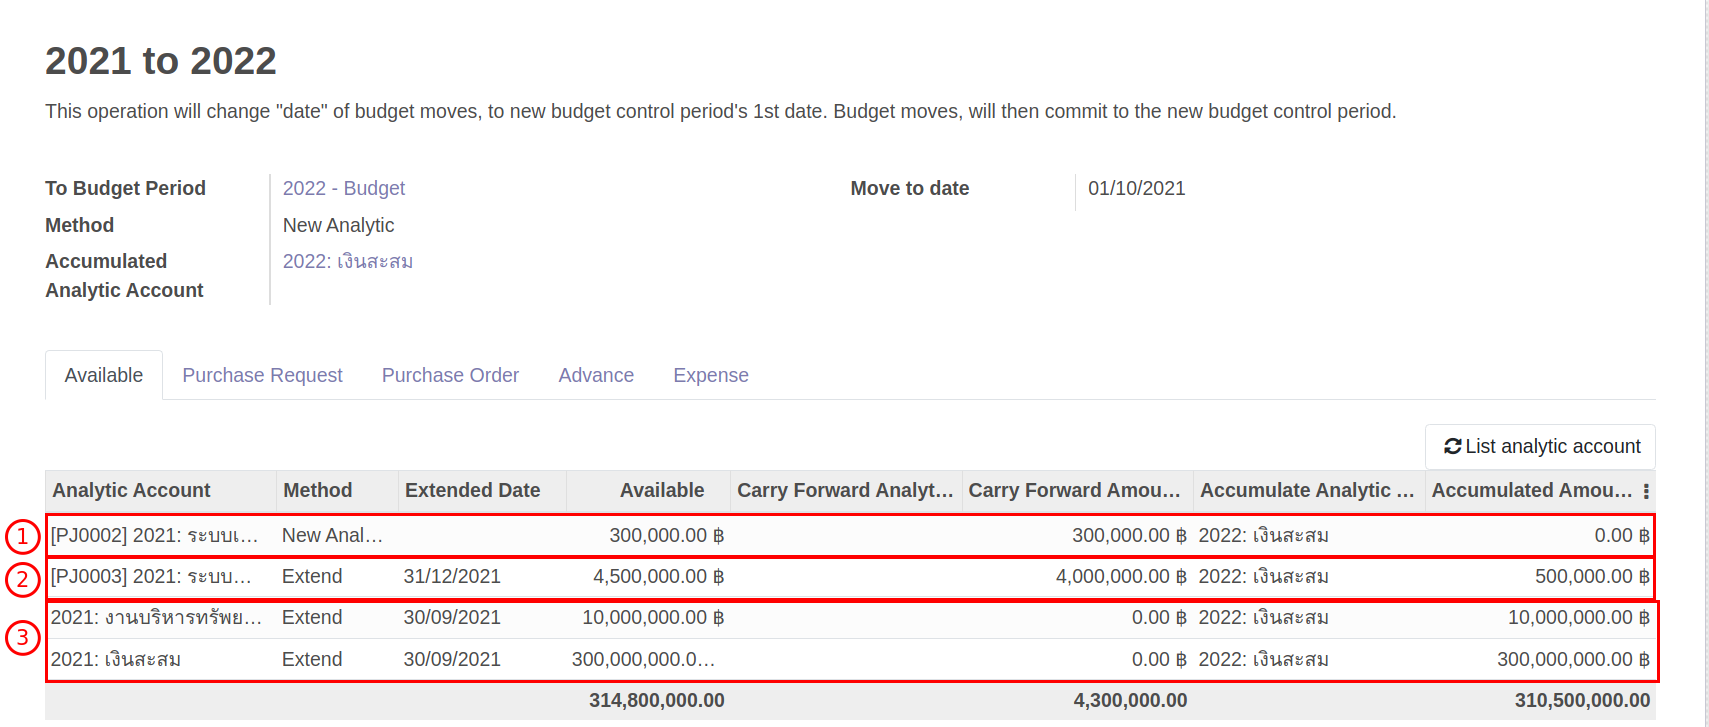 2021 to 2022
This operation will change "date" of budget moves, to new budget control period's 1st date. Budget moves, will then commit to the new budget control period.
To Budget Period 2022 - Budget Move to date 01/10/2021
Method New Analytic
Accumulated Analytic Account 2022: เงินสะสม
Available Purchase Request Purchase Order Advance Expense
List analytic account
Analytic Account Method Extended Date Available Carry Forward Analyt... Carry Forward Amou... Accumulate Analytic ... Accumulated Amou...
1 [PJ0002] 2021: ระบบเ... New Anal... 300,000.00 ฿ 300,000.00 ฿ 2022: เงินสะสม 0.00 ฿
2 [PJ0003] 2021: ระบบ... Extend 31/12/2021 4,500,000.00 ฿ 4,000,000.00 ฿ 2022: เงินสะสม 500,000.00 ฿
3 2021: งานบริหารทรัพย... Extend 30/09/2021 10,000,000.00 ฿ 0.00 ฿ 2022: เงินสะสม 10,000,000.00 ฿
2021: เงินสะสม Extend 30/09/2021 300,000,000.0... 0.00 ฿ 2022: เงินสะสม 300,000,000.00 ฿
314,800,000.00 4,300,000.00 310,500,000.00